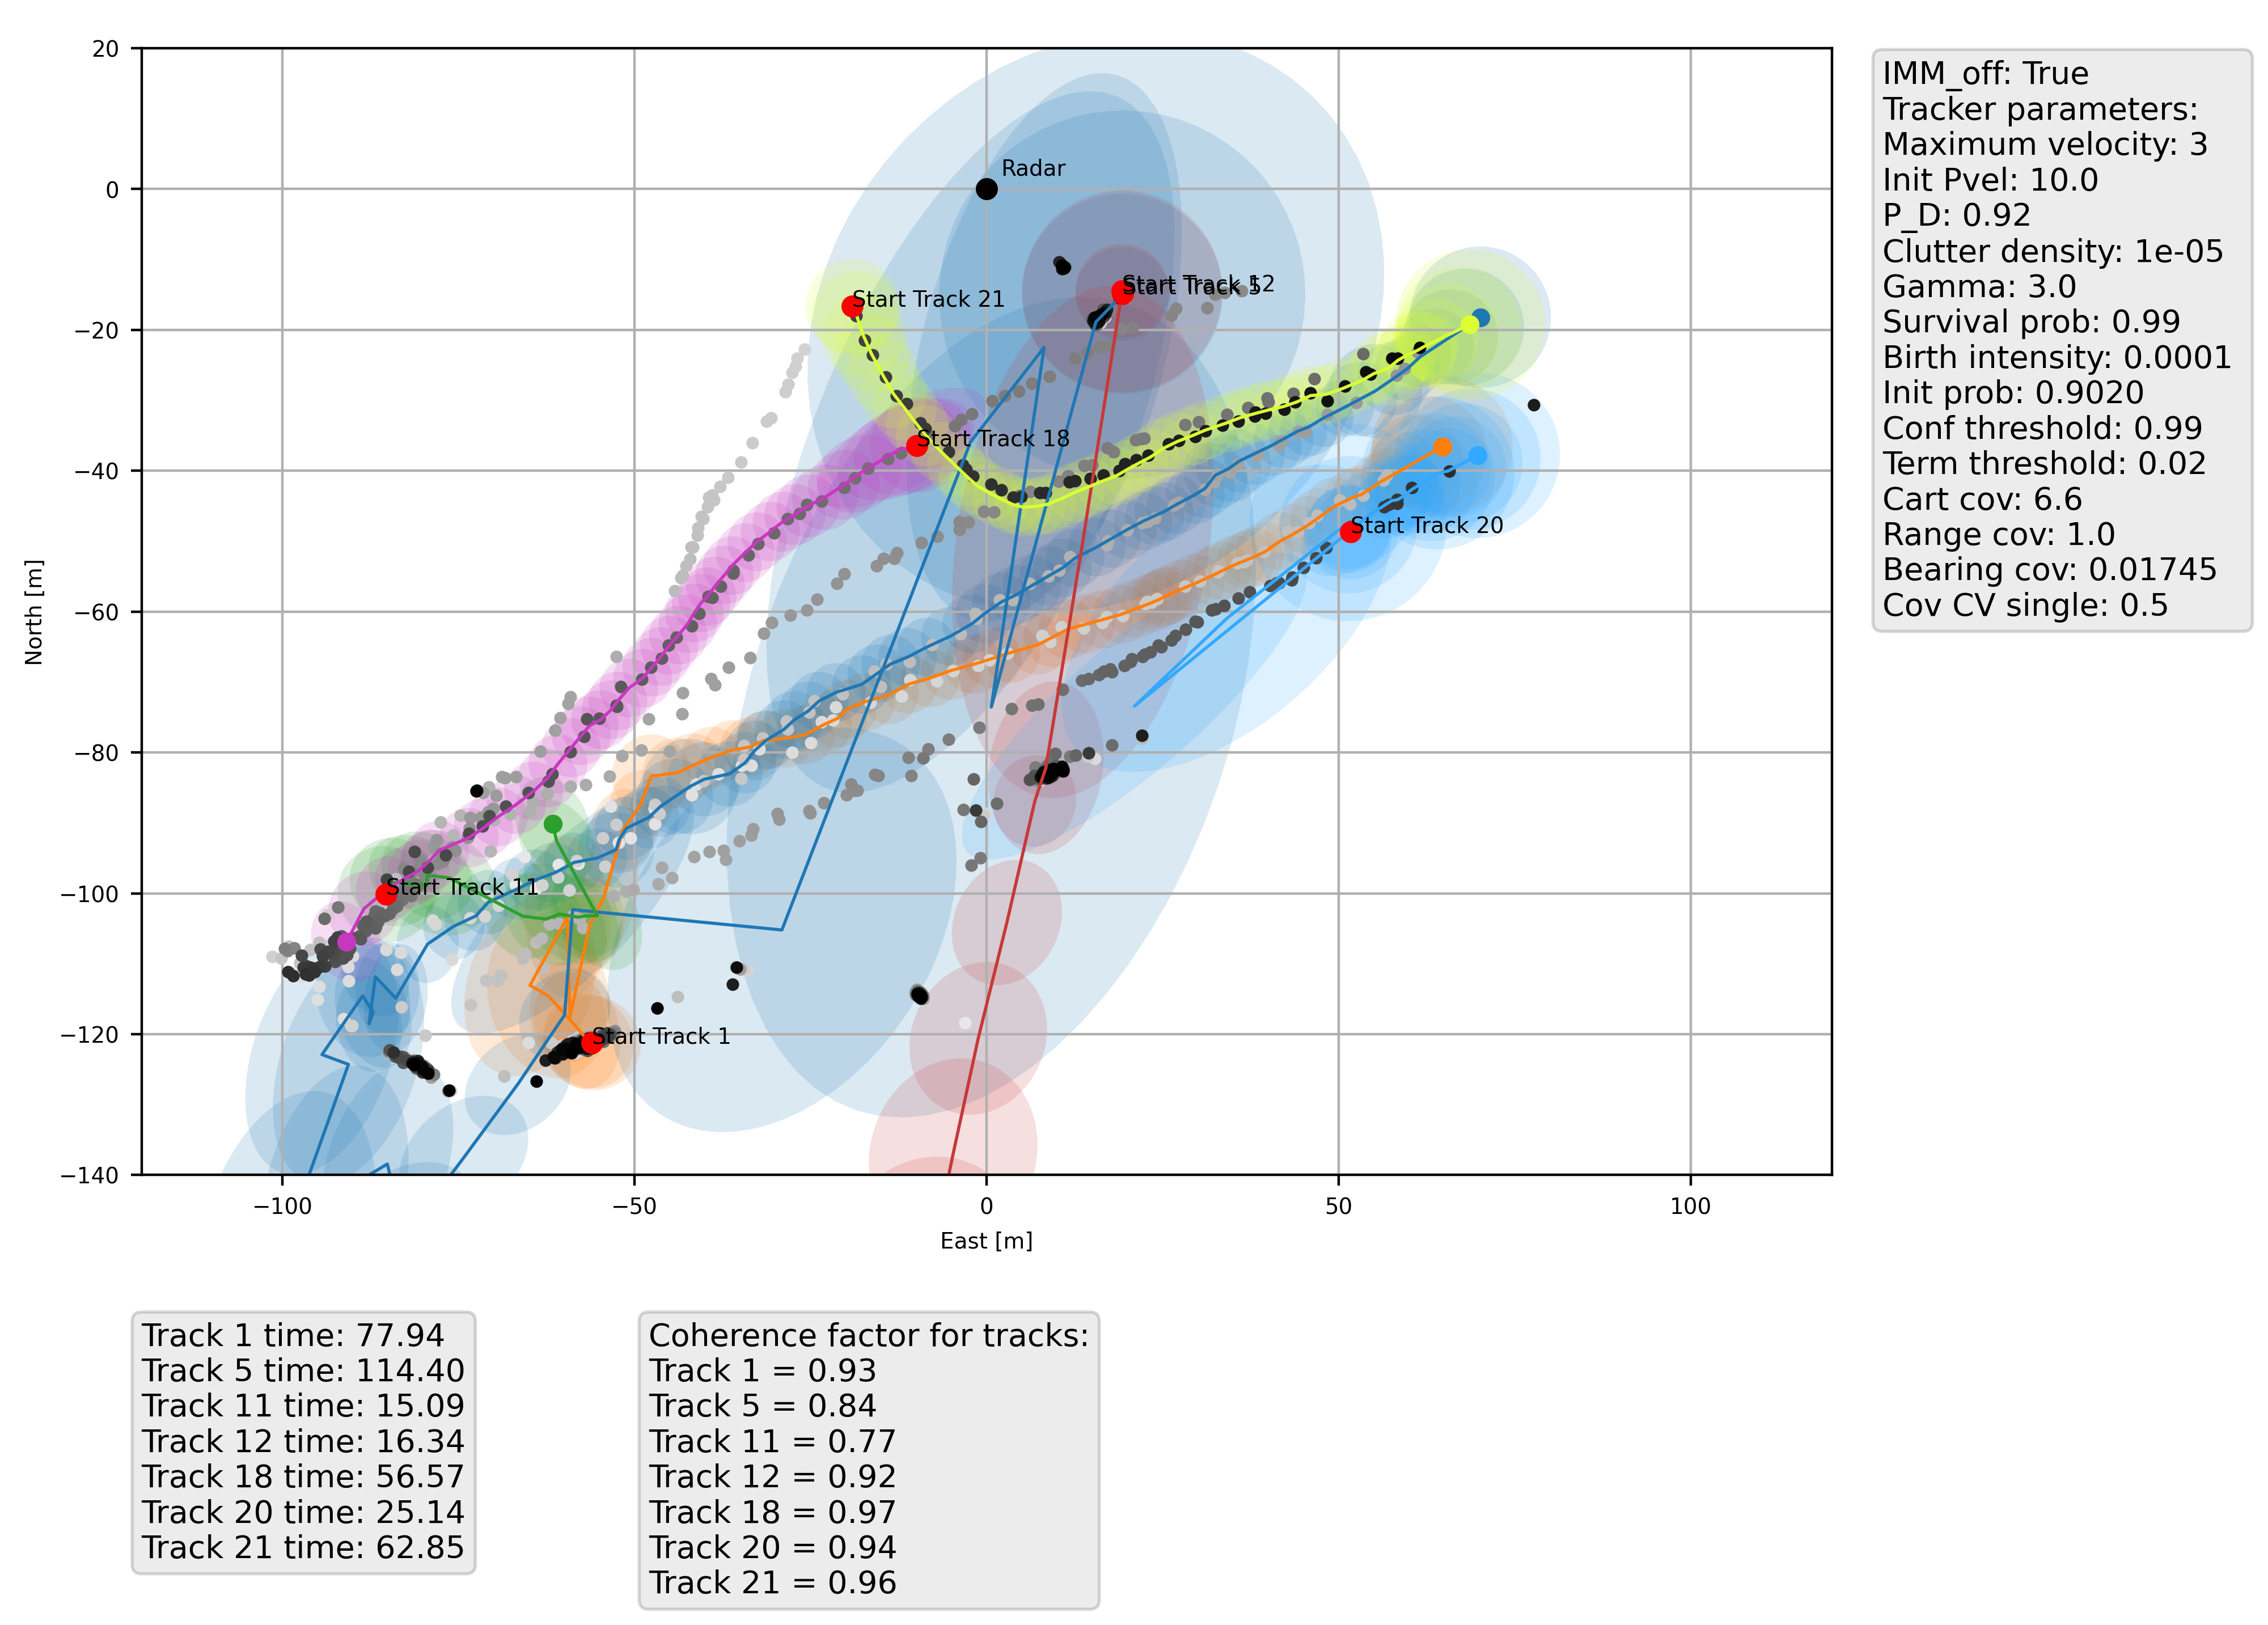 20
0
−20
−40
−60
−80
−100
−120
−140
−100
−50
0
50
100
North [m]
East [m]
Radar
Start Track 12
Start Track 5
Start Track 21
Start Track 18
Start Track 20
Start Track 11
Start Track 1
IMM_off: True
Tracker parameters:
Maximum velocity: 3
Init Pvel: 10.0
P_D: 0.92
Clutter density: 1e-05
Gamma: 3.0
Survival prob: 0.99
Birth intensity: 0.0001
Init prob: 0.9020
Conf threshold: 0.99
Term threshold: 0.02
Cart cov: 6.6
Range cov: 1.0
Bearing cov: 0.01745
Cov CV single: 0.5
Track 1 time: 77.94
Track 5 time: 114.40
Track 11 time: 15.09
Track 12 time: 16.34
Track 18 time: 56.57
Track 20 time: 25.14
Track 21 time: 62.85
Coherence factor for tracks:
Track 1 = 0.93
Track 5 = 0.84
Track 11 = 0.77
Track 12 = 0.92
Track 18 = 0.97
Track 20 = 0.94
Track 21 = 0.96